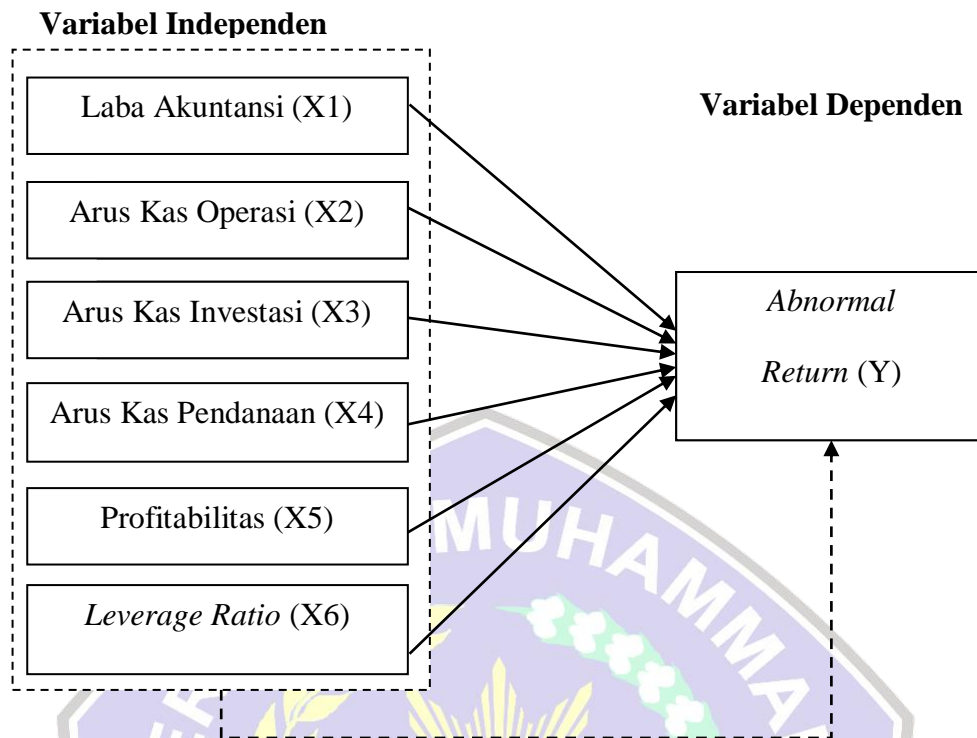 Variabel Independen
Laba Akuntansi (X1)
Variabel Dependen
Arus Kas Operasi (X2)
Arus Kas Investasi (X3)
Abnormal
Return (Y)
Arus Kas Pendanaan (X4)
Profitabilitas (X5)
Leverage Ratio (X6)